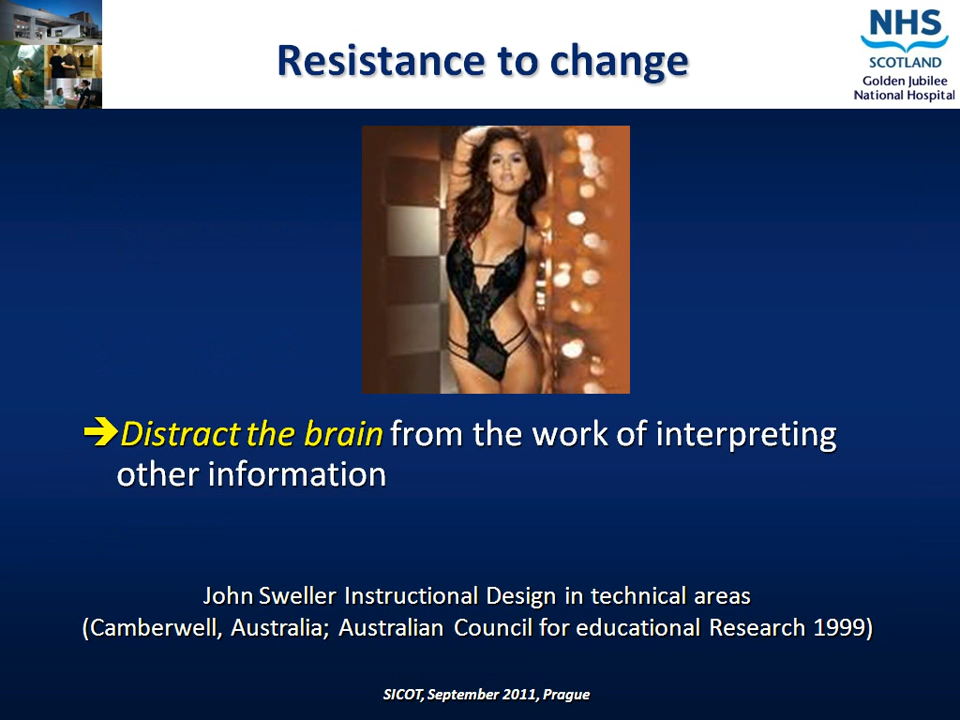 Resistance to change
NHS
SCOTLAND
Golden Jubilee
National Hospital
➔Distract the brain from the work of interpreting
other information
John Sweller Instructional Design in technical areas
(Camberwell, Australia; Australian Council for educational Research 1999)
SICOT, September 2011, Prague